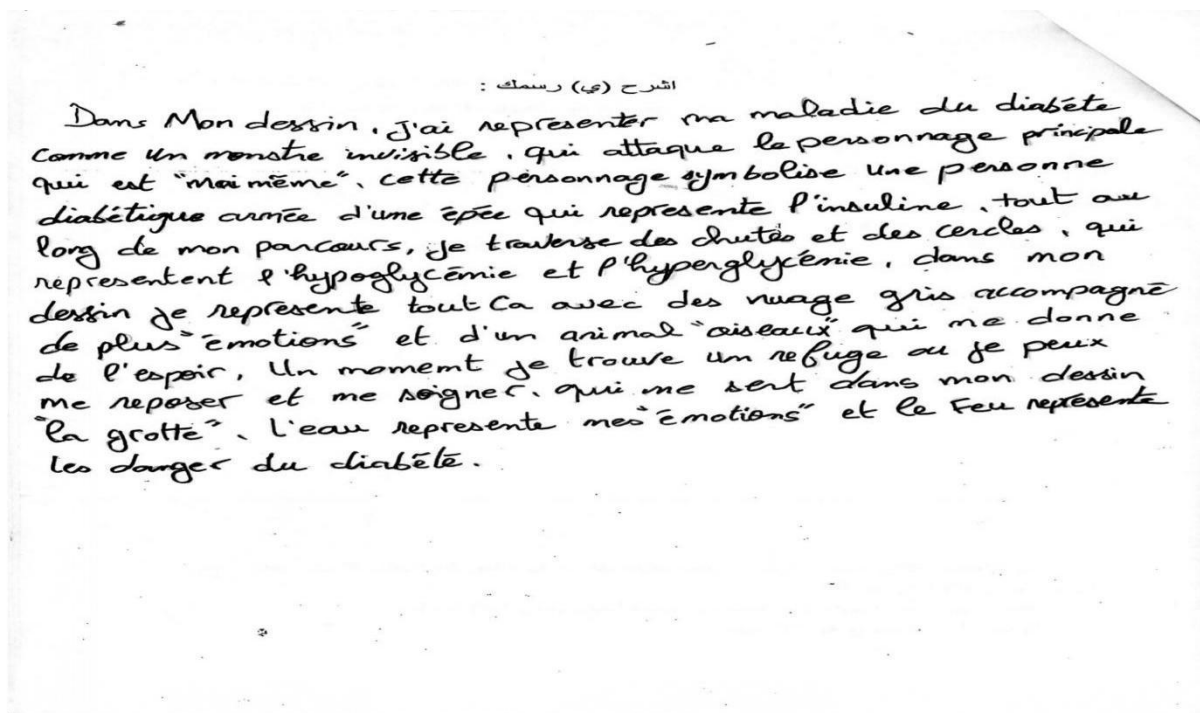 اشرح (ي) رسمك :
Dans Mon dessin, j'ai representer ma maladie du diabéte
comme un monstre invisible, qui attaque le personnage principale
qui est "moi même", cette personnage symbolise une personne
diabétique armée d'une épée qui represente l'insuline, tout au
long de mon parcours, je traverse des chutes et des cercles, qui
representent l'hypoglycémie et l'hyperglycémie, dans mon
dessin je represente tout ça avec des nuage gris accompagné
de plus "émotions" et d'un animal "oiseaux" qui me donne
de l'espoir, Un moment je trouve un refuge ou je peux
me reposer et me soigner, qui me sert dans mon dessin
"la grotte", L'eau represente mes "émotions" et le Feu représente
les danger du diabète.